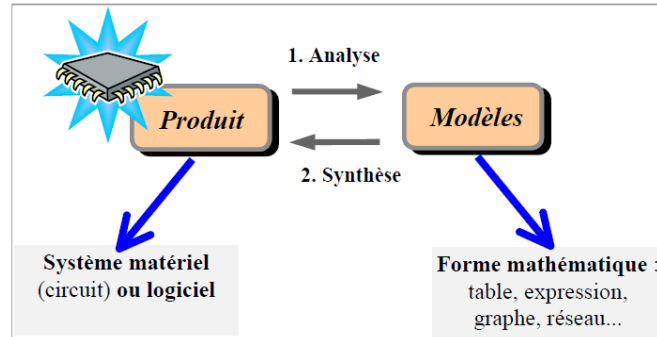 1. Analyse
Produit
Modèles
2. Synthèse
Système matériel
(circuit) ou logiciel
Forme mathématique :
table, expression,
graphe, réseau...